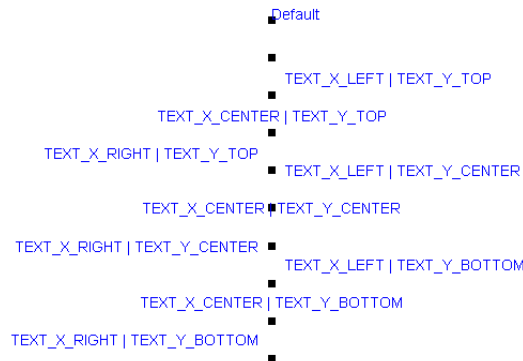 Default
TEXT_X_LEFT | TEXT_Y_TOP
TEXT_X_CENTER | TEXT_Y_TOP
TEXT_X_RIGHT | TEXT_Y_TOP
TEXT_X_LEFT | TEXT_Y_CENTER
TEXT_X_CENTER | TEXT_Y_CENTER
TEXT_X_RIGHT | TEXT_Y_CENTER
TEXT_X_LEFT | TEXT_Y_BOTTOM
TEXT_X_CENTER | TEXT_Y_BOTTOM
TEXT_X_RIGHT | TEXT_Y_BOTTOM